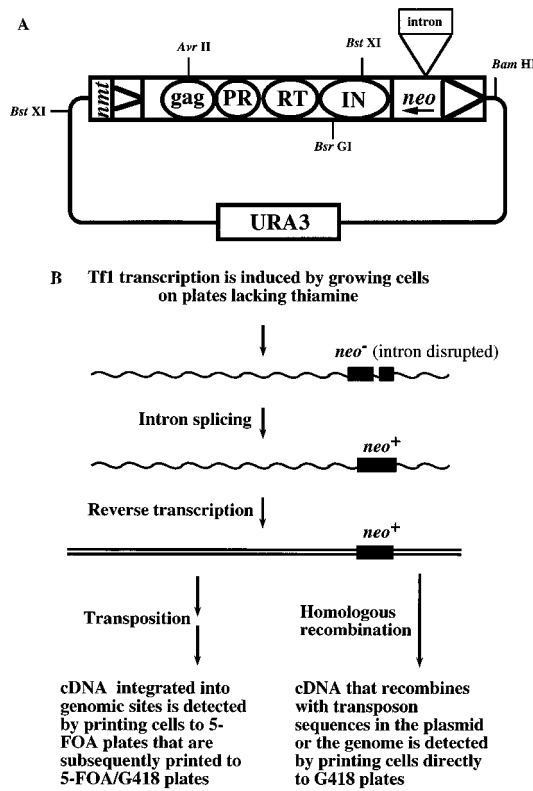 A
intron
Avr II
Bst XI
Bam HI
nmt
gag
PR
RT
IN
neo
Bst XI
Bsr GI
URA3
B Tf1 transcription is induced by growing cells
on plates lacking thiamine
neo- (intron disrupted)
Intron splicing
neo+
Reverse transcription
neo+
Transposition
Homologous
recombination
cDNA integrated into
genomic sites is detected
by printing cells to 5-
FOA plates that are
subsequently printed to
5-FOA/G418 plates
cDNA that recombines
with transposon
sequences in the plasmid
or the genome is detected
by printing cells directly
to G418 plates